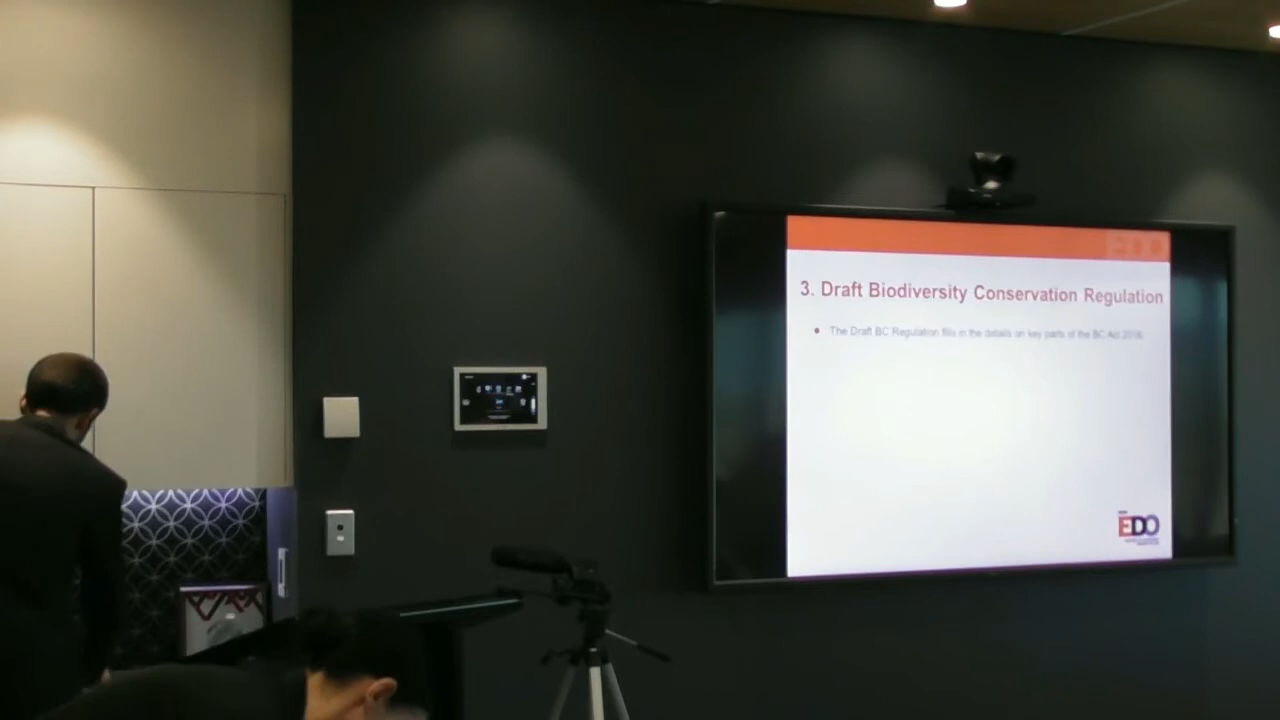 EDO
3. Draft Biodiversity Conservation Regulation
The Draft BC Regulation fills in the details on key parts of the BC Act 2016.
EDO